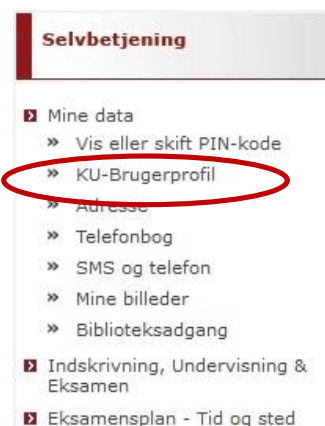 Selvbetjening
Mine data
» Vis eller skift PIN-kode
» KU-Brugerprofil
» Adresse
» Telefonbog
» SMS og telefon
» Mine billeder
» Biblioteksadgang
Indskrivning, Undervisning &
Eksamen
Eksamensplan - Tid og sted